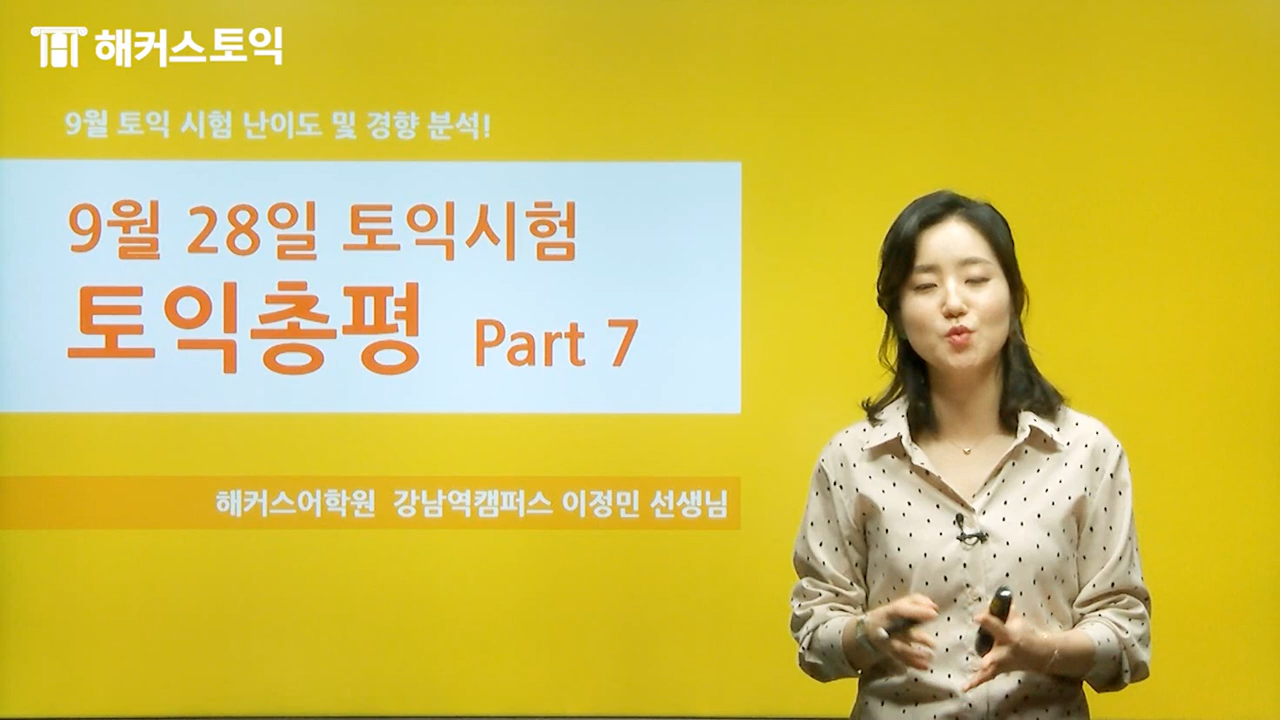 해커스토익
9월 토익 시험 난이도 및 경향 분석!
9월 28일 토익시험
토익총평 Part 7
해커스어학원 강남역캠퍼스 이정민 선생님